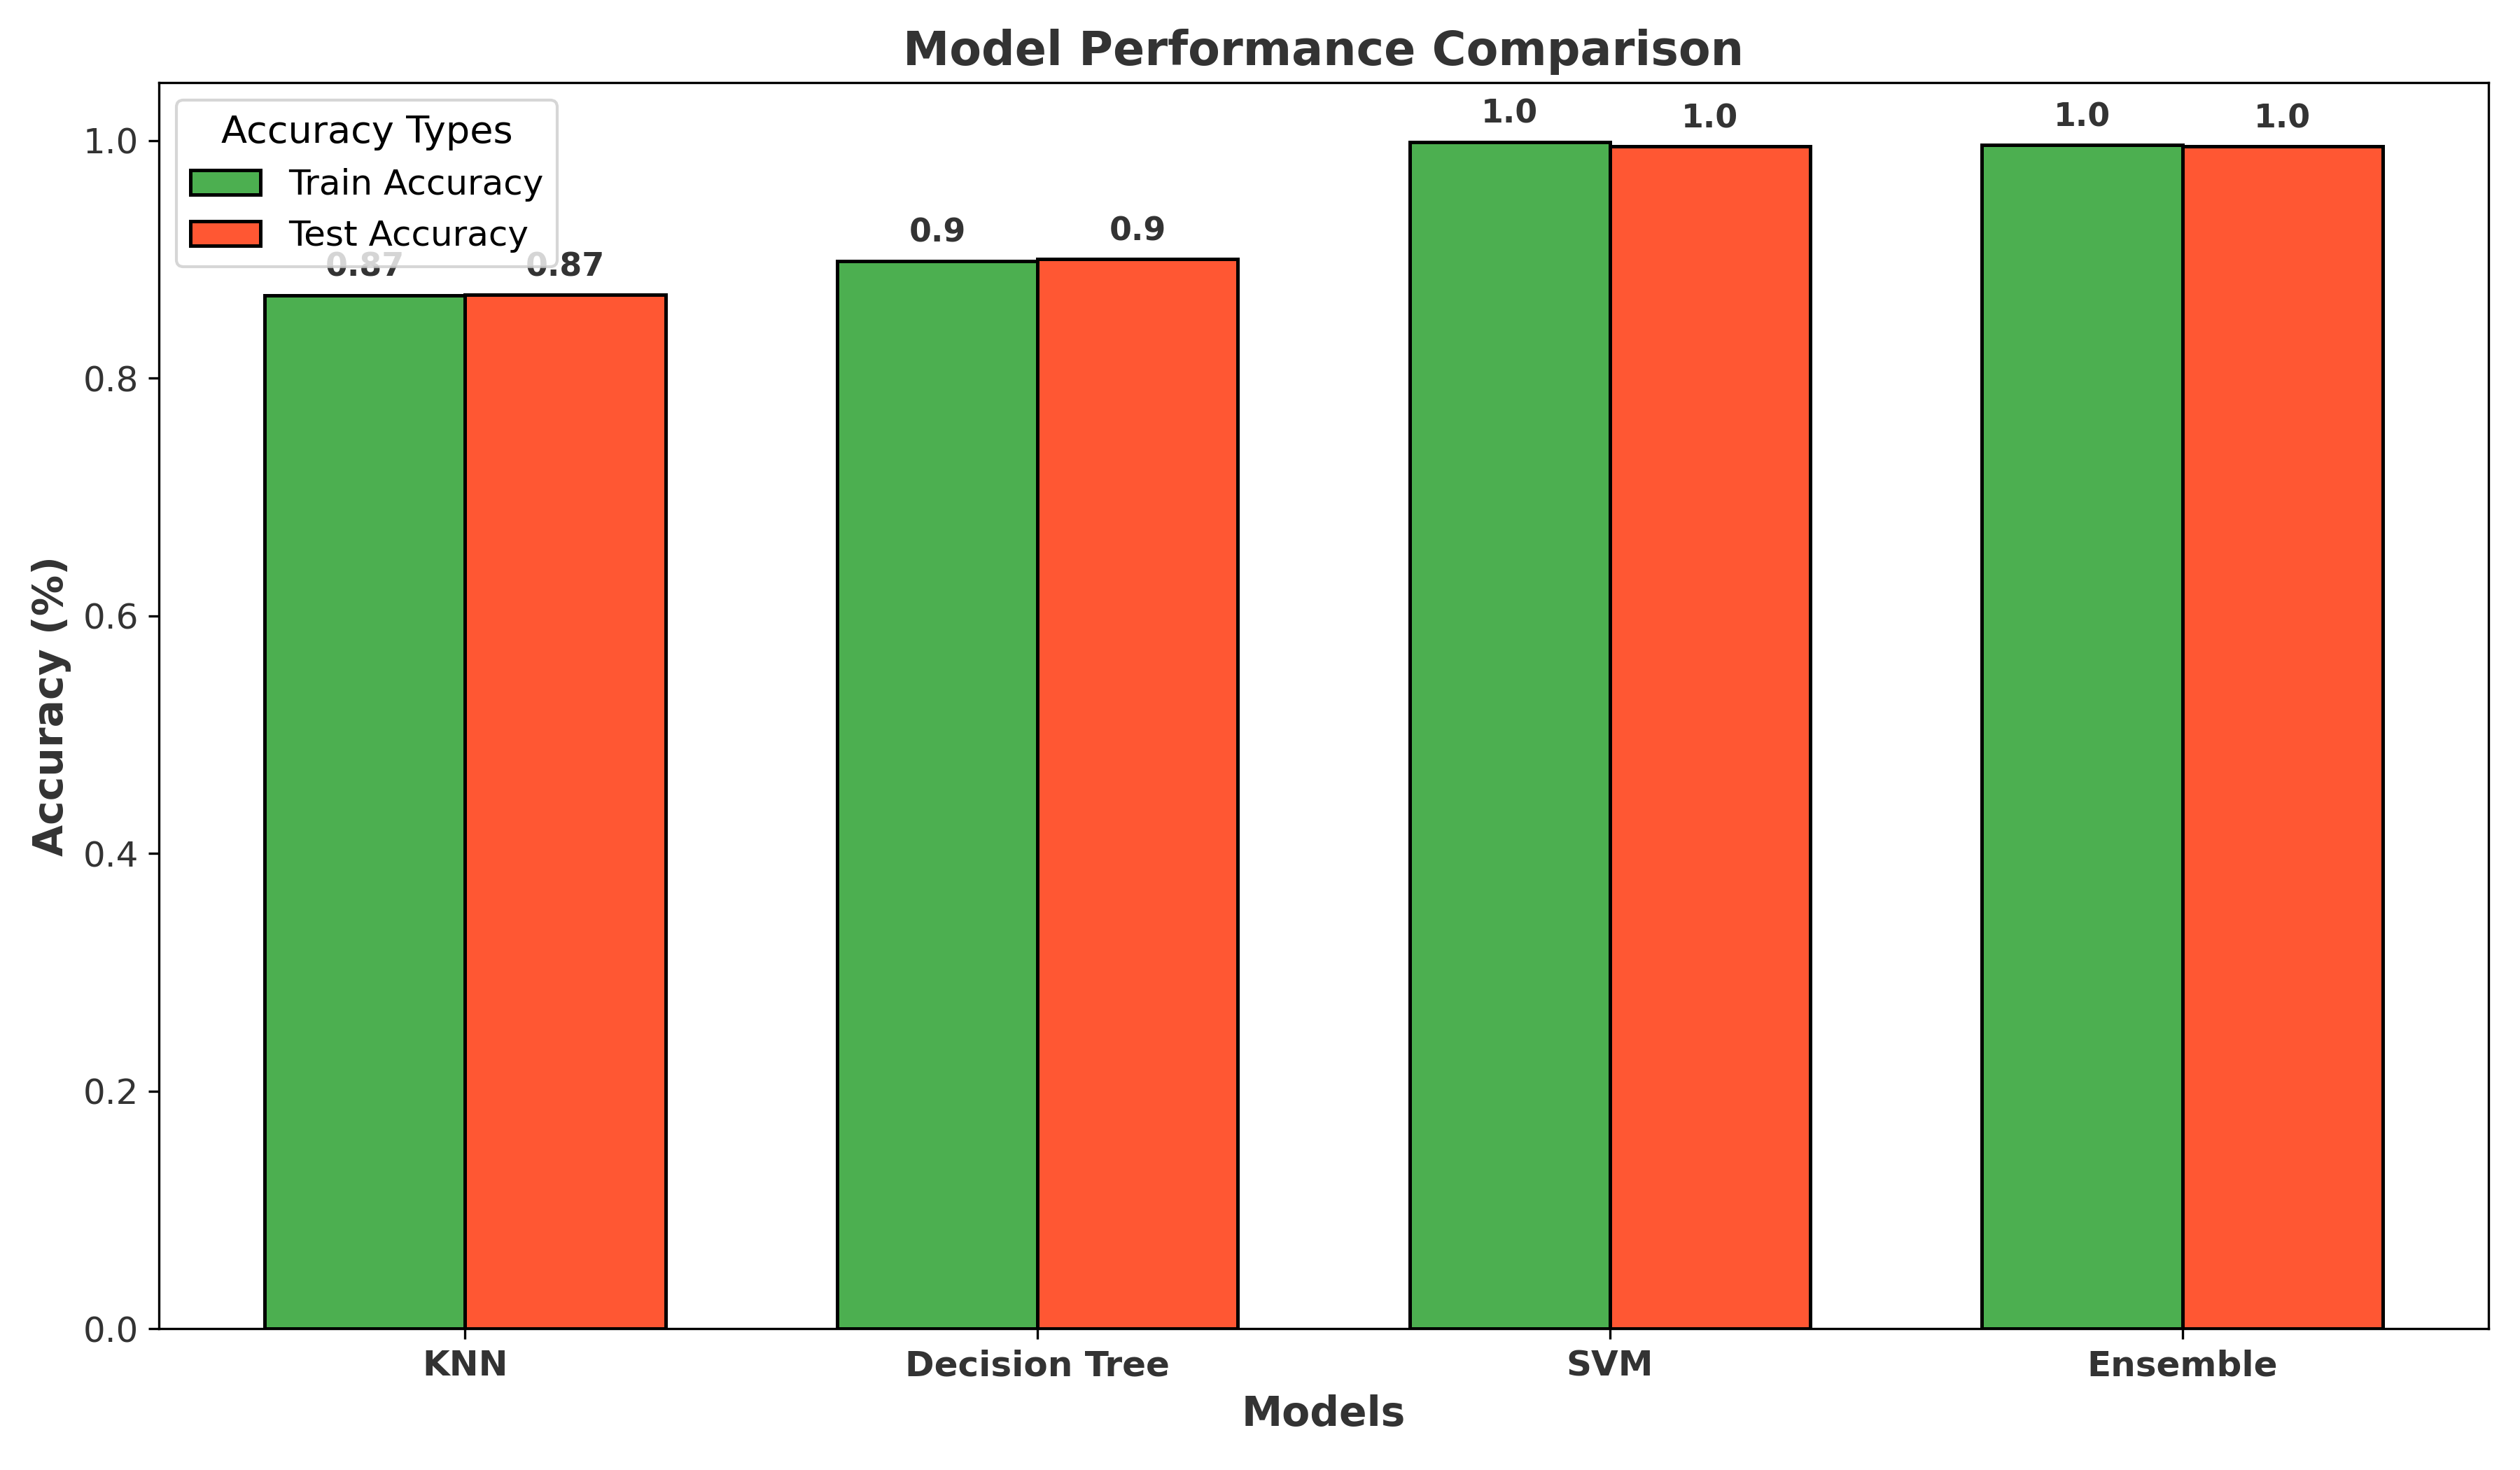 Model Performance Comparison
Accuracy Types
Train Accuracy
Test Accuracy
1.0 1.0 1.0 1.0
0.9 0.9
0.87 0.87
1.0
0.8
0.6
0.4
0.2
0.0
Accuracy (%)
KNN Decision Tree SVM Ensemble
Models